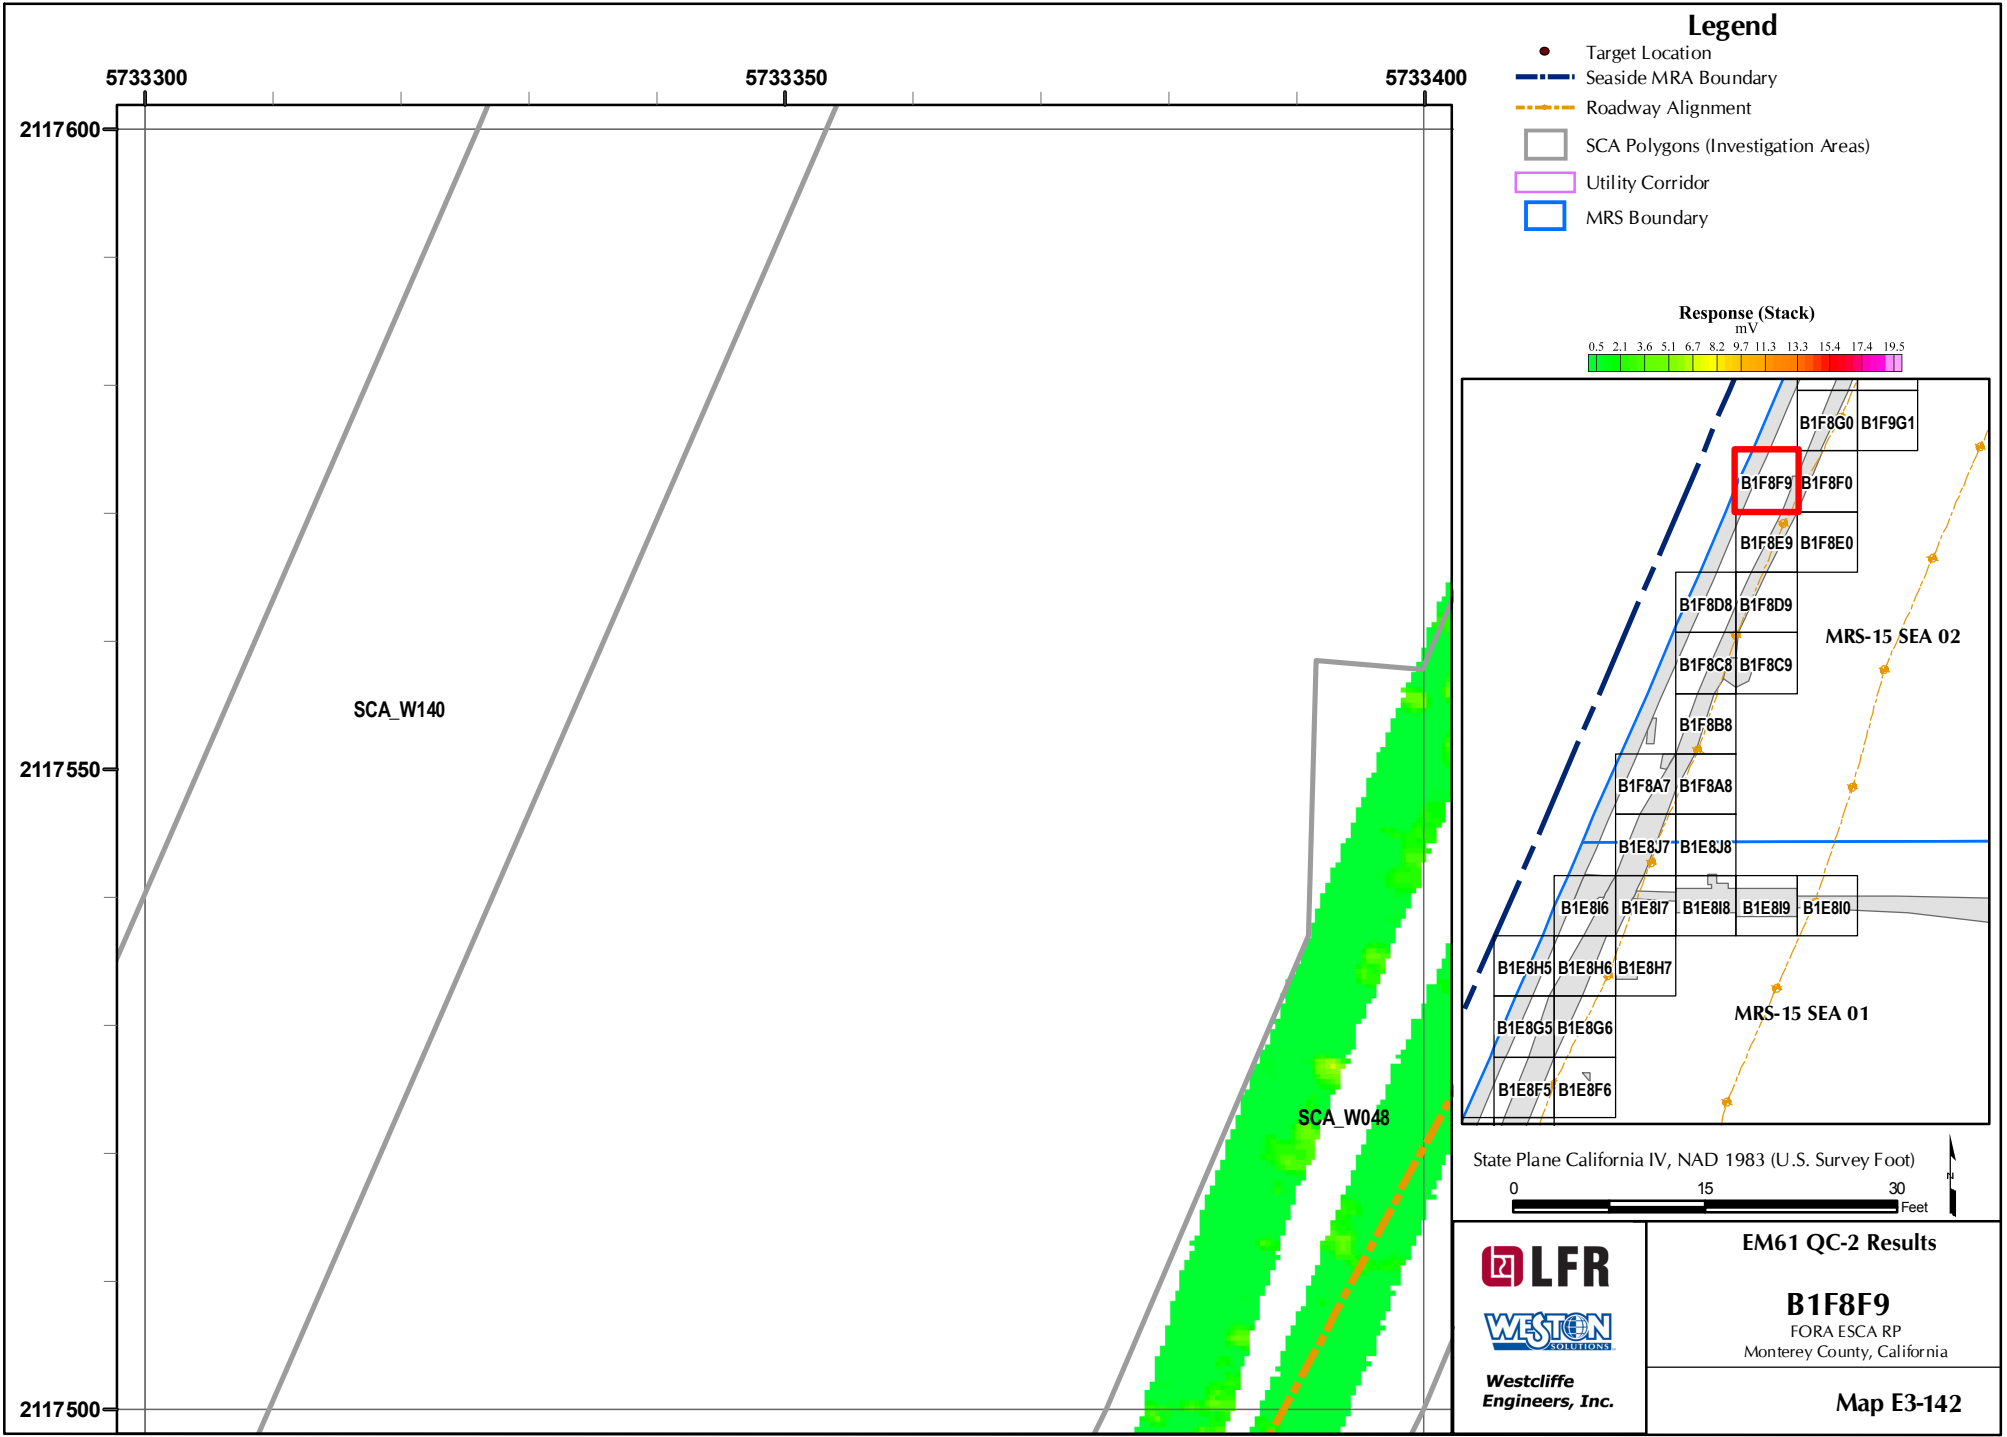 Legend
Target Location
Seaside MRA Boundary
Roadway Alignment
SCA Polygons (Investigation Areas)
Utility Corridor
MRS Boundary
5733300
5733350
5733400
2117600
2117550
2117500
SCA_W140
SCA_W048
Response (Stack)
mV
0.5 2.1 3.6 5.1 6.7 8.2 9.7 11.3 13.3 15.4 17.4 19.5
B1F8G0 B1F9G1
B1F8F9 B1F8F0
B1F8E9 B1F8E0
B1F8D8 B1F8D9
MRS-15 SEA 02
B1F8C8 B1F8C9
B1F8B8
B1F8A7 B1F8A8
B1E8J7 B1E8J8
B1E8I6 B1E8I7 B1E8I8 B1E8I9 B1E8I0
B1E8H5 B1E8H6 B1E8H7
MRS-15 SEA 01
B1E8G5 B1E8G6
B1E8F5 B1E8F6
State Plane California IV, NAD 1983 (U.S. Survey Foot)
N
0 15 30
Feet
LFR
WESTON
SOLUTIONS
Westcliffe
Engineers, Inc.
EM61 QC-2 Results
B1F8F9
FORA ESCA RP
Monterey County, California
Map E3-142